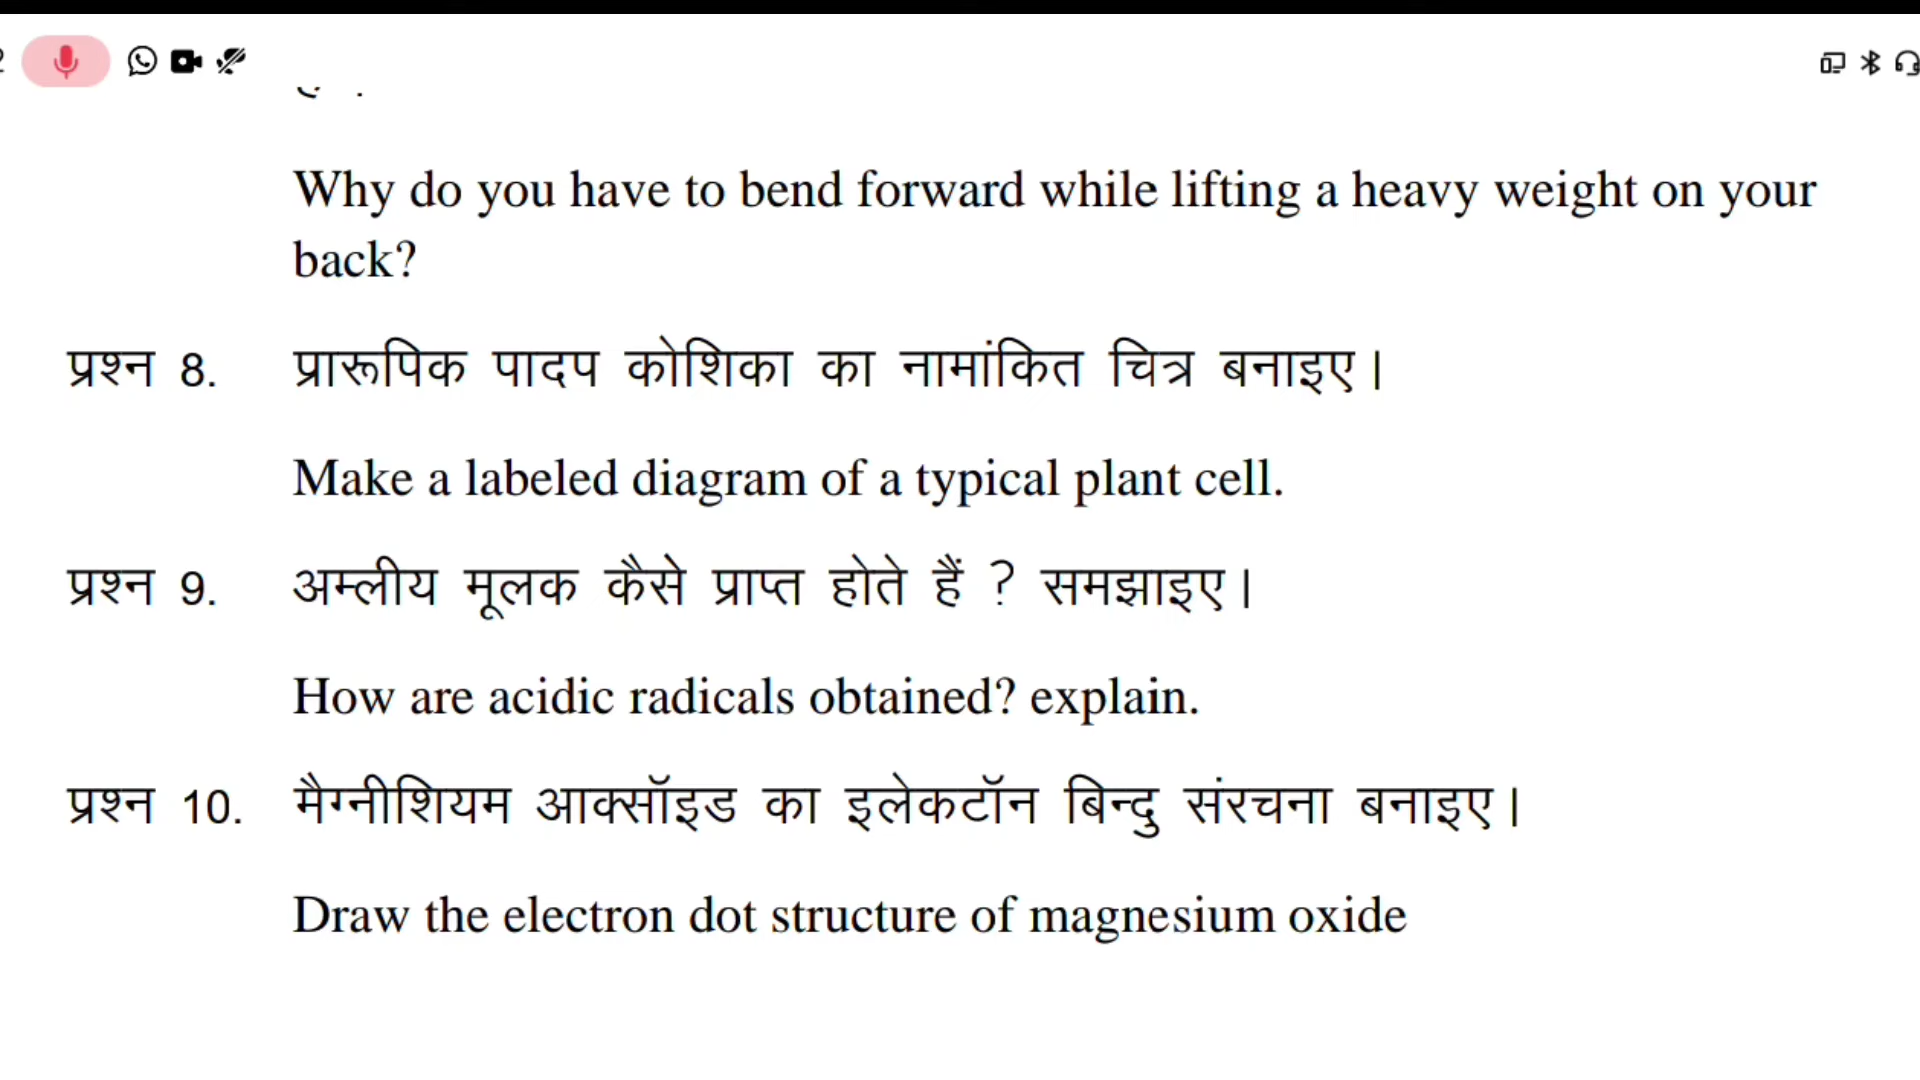 Why do you have to bend forward while lifting a heavy weight on your
back?
प्रश्न 8. प्रारूपिक पादप कोशिका का नामांकित चित्र बनाइए।
Make a labeled diagram of a typical plant cell.
प्रश्न 9. अम्लीय मूलक कैसे प्राप्त होते हैं ? समझाइए।
How are acidic radicals obtained? explain.
प्रश्न 10. मैग्नीशियम आक्सॉइड का इलेकटॉन बिन्दु संरचना बनाइए।
Draw the electron dot structure of magnesium oxide